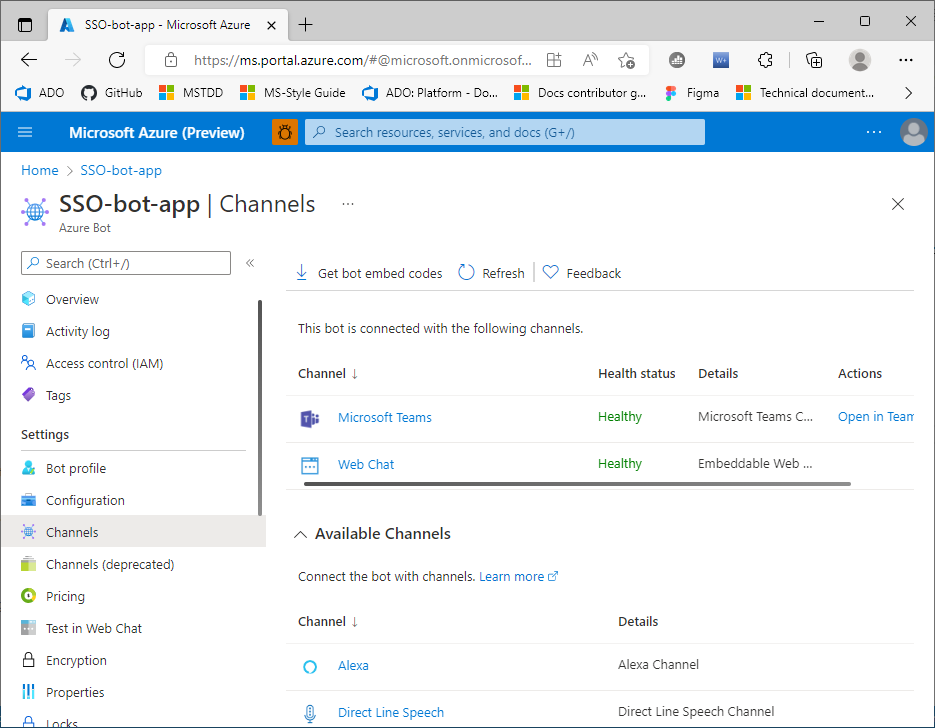 SSO-bot-app - Microsoft Azure
https://ms.portal.azure.com/#@microsoft.onmicrosof...
ADO GitHub MSTDD MS-Style Guide ADO: Platform - Do... Docs contributor g... Figma Technical document...
Microsoft Azure (Preview) Search resources, services, and docs (G+/)
Home > SSO-bot-app
SSO-bot-app | Channels ...
Azure Bot
Search (Ctrl+/) «
Overview
Activity log
Access control (IAM)
Tags
Settings
Bot profile
Configuration
Channels
Channels (deprecated)
Pricing
Test in Web Chat
Encryption
Properties
Locks
Get bot embed codes Refresh Feedback
This bot is connected with the following channels.
Channel ↓ Health status Details Actions
Microsoft Teams Healthy Microsoft Teams C... Open in Team
Web Chat Healthy Embeddable Web ...
Available Channels
Connect the bot with channels. Learn more
Channel ↓ Details
Alexa Alexa Channel
Direct Line Speech Direct Line Speech Channel